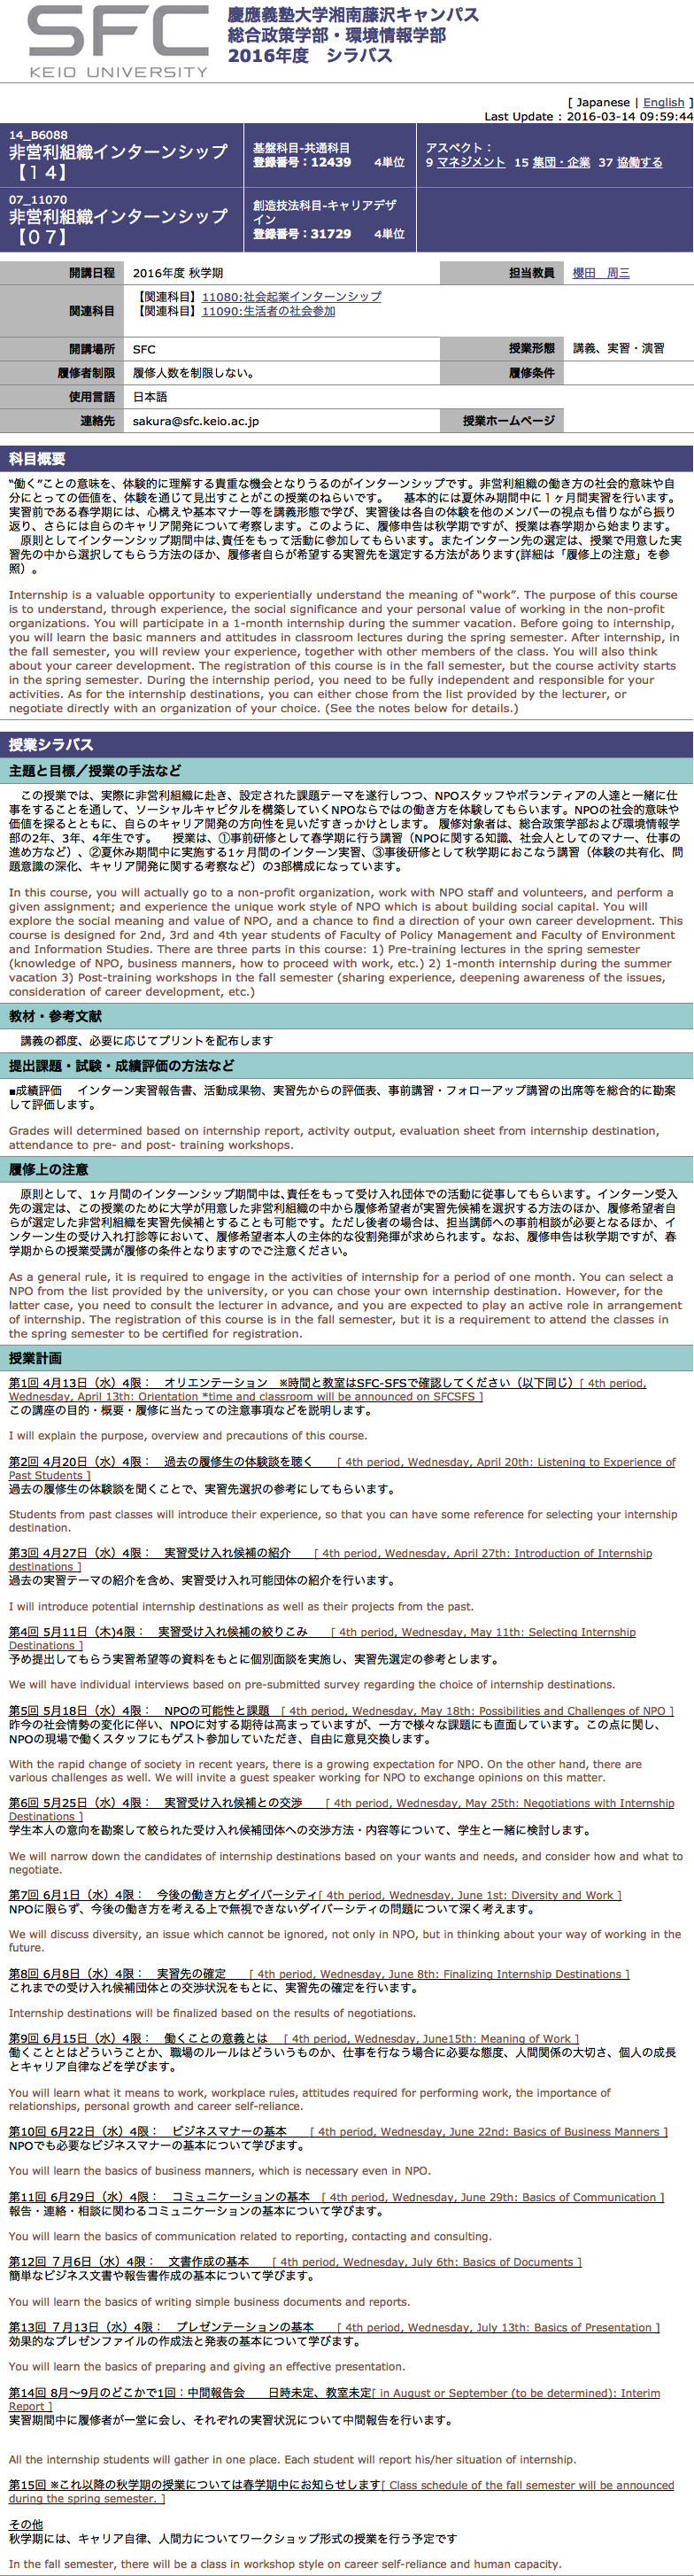 SFC
KEIO UNIVERSITY
慶應義塾大学湘南藤沢キャンパス
総合政策学部・環境情報学部
2016年度　シラバス
[ Japanese | English ]
Last Update : 2016-03-14 09:59:44
14_B6088
非営利組織インターンシップ
【１４】
基盤科目-共通科目
登録番号：12439　　4単位
アスペクト：
9 マネジメント　15 集団・企業　37 協働する
07_11070
非営利組織インターンシップ
【０７】
創造技法科目-キャリアデザ
イン
登録番号：31729　　4単位
開講日程　2016年度 秋学期　担当教員　櫻田　周三
関連科目　【関連科目】11080:社会起業インターンシップ
【関連科目】11090:生活者の社会参加
開講場所　SFC　授業形態　講義、実習・演習
履修者制限　履修人数を制限しない。　履修条件
使用言語　日本語
連絡先　sakura@sfc.keio.ac.jp　授業ホームページ
科目概要
“働く”ことの意味を、体験的に理解する貴重な機会となりうるのがインターンシップです。非営利組織の働き方の社会的意味や自
分にとっての価値を、体験を通じて見出すことがこの授業のねらいです。　基本的には夏休み期間中に１ヶ月間実習を行います。
実習前である春学期には、心構えや基本マナー等を講義形態で学び、実習後は各自の体験を他のメンバーの視点も借りながら振り
返り、さらには自らのキャリア開発について考察します。このように、履修申告は秋学期ですが、授業は春学期から始まります。
　原則としてインターンシップ期間中は､責任をもって活動に参加してもらいます。またインターン先の選定は、授業で用意した実
習先の中から選択してもらう方法のほか、履修者自らが希望する実習先を選定する方法があります(詳細は「履修上の注意」を参
照）。
Internship is a valuable opportunity to experientially understand the meaning of “work”. The purpose of this course
is to understand, through experience, the social significance and your personal value of working in the non-profit
organizations. You will participate in a 1-month internship during the summer vacation. Before going to internship,
you will learn the basic manners and attitudes in classroom lectures during the spring semester. After internship, in
the fall semester, you will review your experience, together with other members of the class. You will also think
about your career development. The registration of this course is in the fall semester, but the course activity starts
in the spring semester. During the internship period, you need to be fully independent and responsible for your
activities. As for the internship destinations, you can either chose from the list provided by the lecturer, or
negotiate directly with an organization of your choice. (See the notes below for details.)
授業シラバス
主題と目標／授業の手法など
　この授業では、実際に非営利組織に赴き、設定された課題テーマを遂行しつつ、NPOスタッフやボランティアの人達と一緒に仕
事をすることを通して、ソーシャルキャピタルを構築していくNPOならではの働き方を体験してもらいます。NPOの社会的意味や
価値を探るとともに、自らのキャリア開発の方向性を見いだすきっかけとします。 履修対象者は、総合政策学部および環境情報学
部の2年、3年、4年生です。　授業は、①事前研修として春学期に行う講習（NPOに関する知識、社会人としてのマナー、仕事の
進め方など）、②夏休み期間中に実施する1ヶ月間のインターン実習、③事後研修として秋学期におこなう講習（体験の共有化、問
題意識の深化、キャリア開発に関する考察など）の3部構成になっています。
In this course, you will actually go to a non-profit organization, work with NPO staff and volunteers, and perform a
given assignment; and experience the unique work style of NPO which is about building social capital. You will
explore the social meaning and value of NPO, and a chance to find a direction of your own career development. This
course is designed for 2nd, 3rd and 4th year students of Faculty of Policy Management and Faculty of Environment
and Information Studies. There are three parts in this course: 1) Pre-training lectures in the spring semester
(knowledge of NPO, business manners, how to proceed with work, etc.) 2) 1-month internship during the summer
vacation 3) Post-training workshops in the fall semester (sharing experience, deepening awareness of the issues,
consideration of career development, etc.)
教材・参考文献
　講義の都度、必要に応じてプリントを配布します
提出課題・試験・成績評価の方法など
■成績評価　インターン実習報告書、活動成果物、実習先からの評価表、事前講習・フォローアップ講習の出席等を総合的に勘案
して評価します。
Grades will determined based on internship report, activity output, evaluation sheet from internship destination,
attendance to pre- and post- training workshops.
履修上の注意
　原則として、1ヶ月間のインターンシップ期間中は､責任をもって受け入れ団体での活動に従事してもらいます。インターン受入
先の選定は、この授業のために大学が用意した非営利組織の中から履修希望者が実習先候補を選択する方法のほか、履修希望者自
らが選定した非営利組織を実習先候補とすることも可能です。ただし後者の場合は、担当講師への事前相談が必要となるほか、イ
ンターン生の受け入れ打診等において、履修希望者本人の主体的な役割発揮が求められます。なお、履修申告は秋学期ですが、春
学期からの授業受講が履修の条件となりますのでご注意ください。
As a general rule, it is required to engage in the activities of internship for a period of one month. You can select a
NPO from the list provided by the university, or you can chose your own internship destination. However, for the
latter case, you need to consult the lecturer in advance, and you are expected to play an active role in arrangement
of internship. The registration of this course is in the fall semester, but it is a requirement to attend the classes in
the spring semester to be certified for registration.
授業計画
第1回 4月13日（水）4限：　オリエンテーション　※時間と教室はSFC-SFSで確認してください（以下同じ）[ 4th period,
Wednesday, April 13th: Orientation *time and classroom will be announced on SFCSFS ]
この講座の目的・概要・履修に当たっての注意事項などを説明します。
I will explain the purpose, overview and precautions of this course.
第2回 4月20日（水）4限：　過去の履修生の体験談を聴く　　[ 4th period, Wednesday, April 20th: Listening to Experience of
Past Students ]
過去の履修生の体験談を聞くことで、実習先選択の参考にしてもらいます。
Students from past classes will introduce their experience, so that you can have some reference for selecting your internship
destination.
第3回 4月27日（水）4限：　実習受け入れ候補の紹介　　[ 4th period, Wednesday, April 27th: Introduction of Internship
destinations ]
過去の実習テーマの紹介を含め、実習受け入れ可能団体の紹介を行います。
I will introduce potential internship destinations as well as their projects from the past.
第4回 5月11日（木)4限：　実習受け入れ候補の絞りこみ　　[ 4th period, Wednesday, May 11th: Selecting Internship
Destinations ]
予め提出してもらう実習希望等の資料をもとに個別面談を実施し、実習先選定の参考とします。
We will have individual interviews based on pre-submitted survey regarding the choice of internship destinations.
第5回 5月18日（水）4限：　NPOの可能性と課題　[ 4th period, Wednesday, May 18th: Possibilities and Challenges of NPO ]
昨今の社会情勢の変化に伴い、NPOに対する期待は高まっていますが、一方で様々な課題にも直面しています。この点に関し、
NPOの現場で働くスタッフにもゲスト参加していただき、自由に意見交換します。
With the rapid change of society in recent years, there is a growing expectation for NPO. On the other hand, there are
various challenges as well. We will invite a guest speaker working for NPO to exchange opinions on this matter.
第6回 5月25日（水）4限：　実習受け入れ候補との交渉　　[ 4th period, Wednesday, May 25th: Negotiations with Internship
Destinations ]
学生本人の意向を勘案して絞られた受け入れ候補団体への交渉方法・内容等について、学生と一緒に検討します。
We will narrow down the candidates of internship destinations based on your wants and needs, and consider how and what to
negotiate.
第7回 6月1日（水）4限：　今後の働き方とダイバーシティ[ 4th period, Wednesday, June 1st: Diversity and Work ]
NPOに限らず、今後の働き方を考える上で無視できないダイバーシティの問題について深く考えます。
We will discuss diversity, an issue which cannot be ignored, not only in NPO, but in thinking about your way of working in the
future.
第8回 6月8日（水）4限：　実習先の確定　　[ 4th period, Wednesday, June 8th: Finalizing Internship Destinations ]
これまでの受け入れ候補団体との交渉状況をもとに、実習先の確定を行います。
Internship destinations will be finalized based on the results of negotiations.
第9回 6月15日（水）4限：　働くことの意義とは　[ 4th period, Wednesday, June15th: Meaning of Work ]
働くこととはどういうことか、職場のルールはどういうものか、仕事を行なう場合に必要な態度、人間関係の大切さ、個人の成長
とキャリア自律などを学びます。
You will learn what it means to work, workplace rules, attitudes required for performing work, the importance of
relationships, personal growth and career self-reliance.
第10回 6月22日（水）4限：　ビジネスマナーの基本　　[ 4th period, Wednesday, June 22nd: Basics of Business Manners ]
NPOでも必要なビジネスマナーの基本について学びます。
You will learn the basics of business manners, which is necessary even in NPO.
第11回 6月29日（水）4限：　コミュニケーションの基本　[ 4th period, Wednesday, June 29th: Basics of Communication ]
報告・連絡・相談に関わるコミュニケーションの基本について学びます。
You will learn the basics of communication related to reporting, contacting and consulting.
第12回 ７月6日（水）4限：　文書作成の基本　　[ 4th period, Wednesday, July 6th: Basics of Documents ]
簡単なビジネス文書や報告書作成の基本について学びます。
You will learn the basics of writing simple business documents and reports.
第13回 ７月13日（水）4限：　プレゼンテーションの基本　　[ 4th period, Wednesday, July 13th: Basics of Presentation ]
効果的なプレゼンファイルの作成法と発表の基本について学びます。
You will learn the basics of preparing and giving an effective presentation.
第14回 8月～9月のどこかで1回：中間報告会　　日時未定、教室未定[ in August or September (to be determined): Interim
Report ]
実習期間中に履修者が一堂に会し、それぞれの実習状況について中間報告を行います。
All the internship students will gather in one place. Each student will report his/her situation of internship.
第15回 ※これ以降の秋学期の授業については春学期中にお知らせします[ Class schedule of the fall semester will be announced
during the spring semester. ]
その他
秋学期には、キャリア自律、人間力についてワークショップ形式の授業を行う予定です
In the fall semester, there will be a class in workshop style on career self-reliance and human capacity.